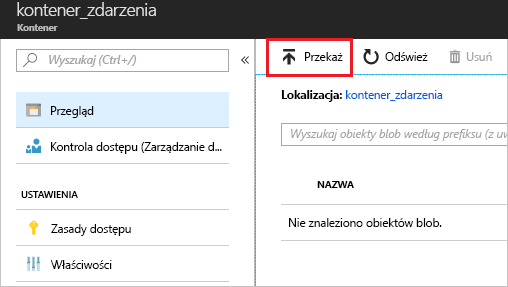 kontener_zdarzenia
Kontener
Wyszukaj (Ctrl+/)
Przegląd
Kontrola dostępu (Zarządzanie d...
USTAWIENIA
Zasady dostępu
Właściwości
Przekaż Odśwież Usuń
Lokalizacja: kontener_zdarzenia
Wyszukaj obiekty blob według prefiksu (z
NAZWA
Nie znaleziono obiektów blob.